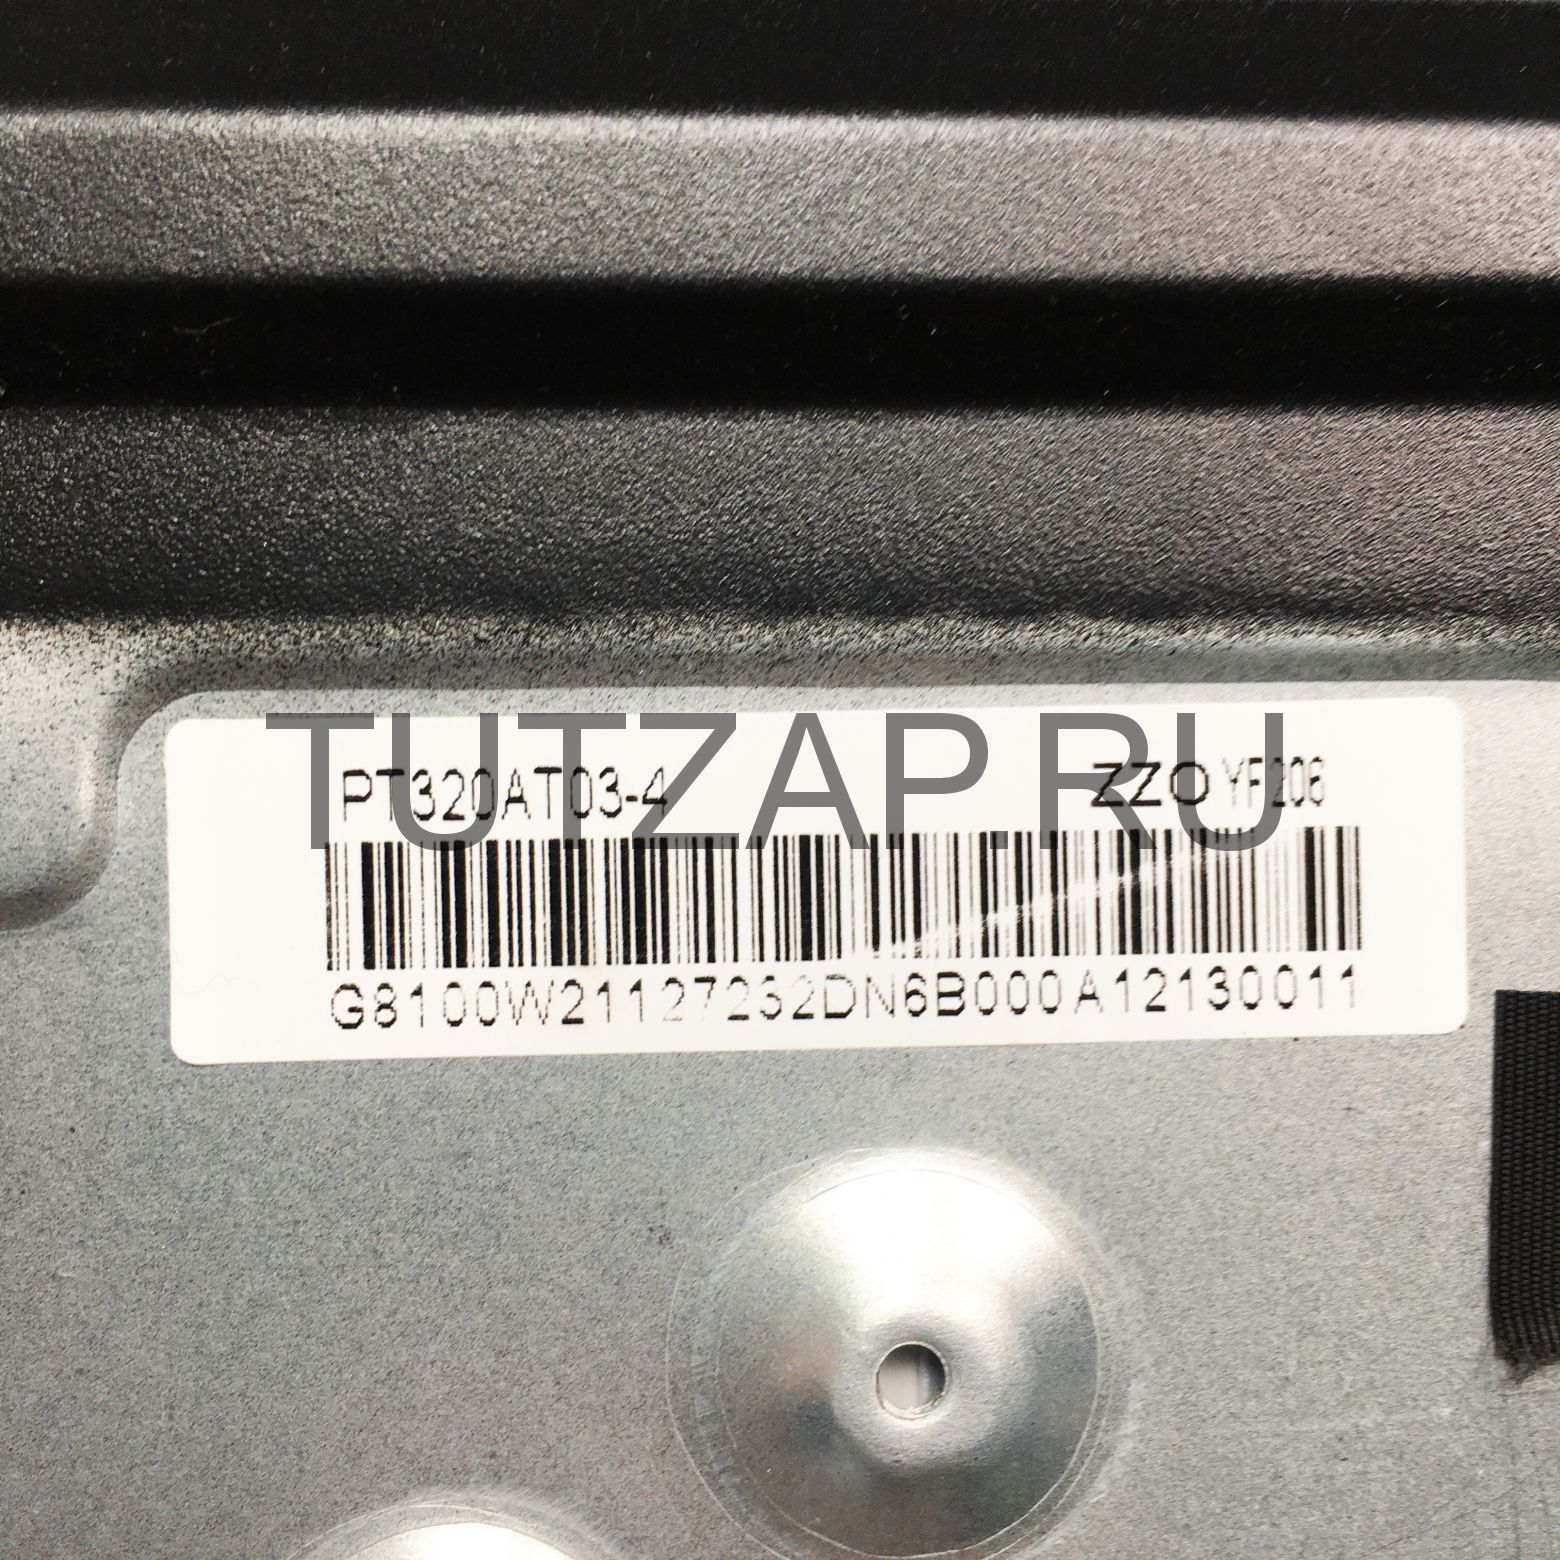 TUTZAP.RU
PT320AT03-4 ZZO YF206
G8100W21127232DN6B000A12130011